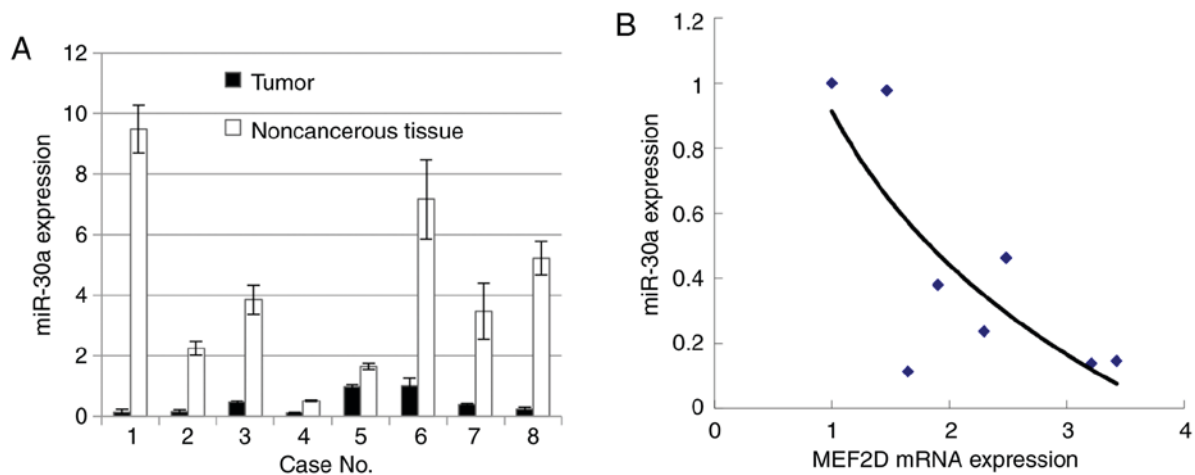 A
miR-30a expression
12
10
8
6
4
2
0
Tumor
Noncancerous tissue
1 2 3 4 5 6 7 8
Case No.
B
miR-30a expression
1.2
1
0.8
0.6
0.4
0.2
0
0 1 2 3 4
MEF2D mRNA expression